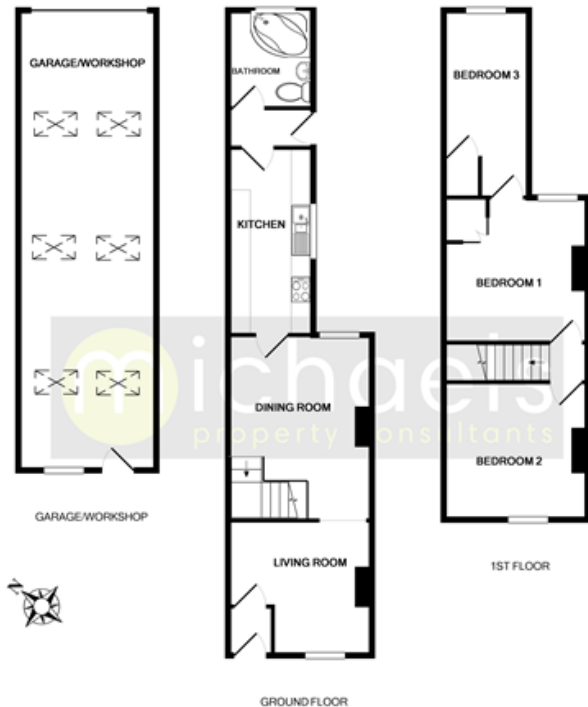 GARAGE/WORKSHOP
GARAGE/WORKSHOP
N
BATHROOM
KITCHEN
DINING ROOM
LIVING ROOM
GROUND FLOOR
BEDROOM 3
BEDROOM 1
BEDROOM 2
1ST FLOOR
michaels
property consultants